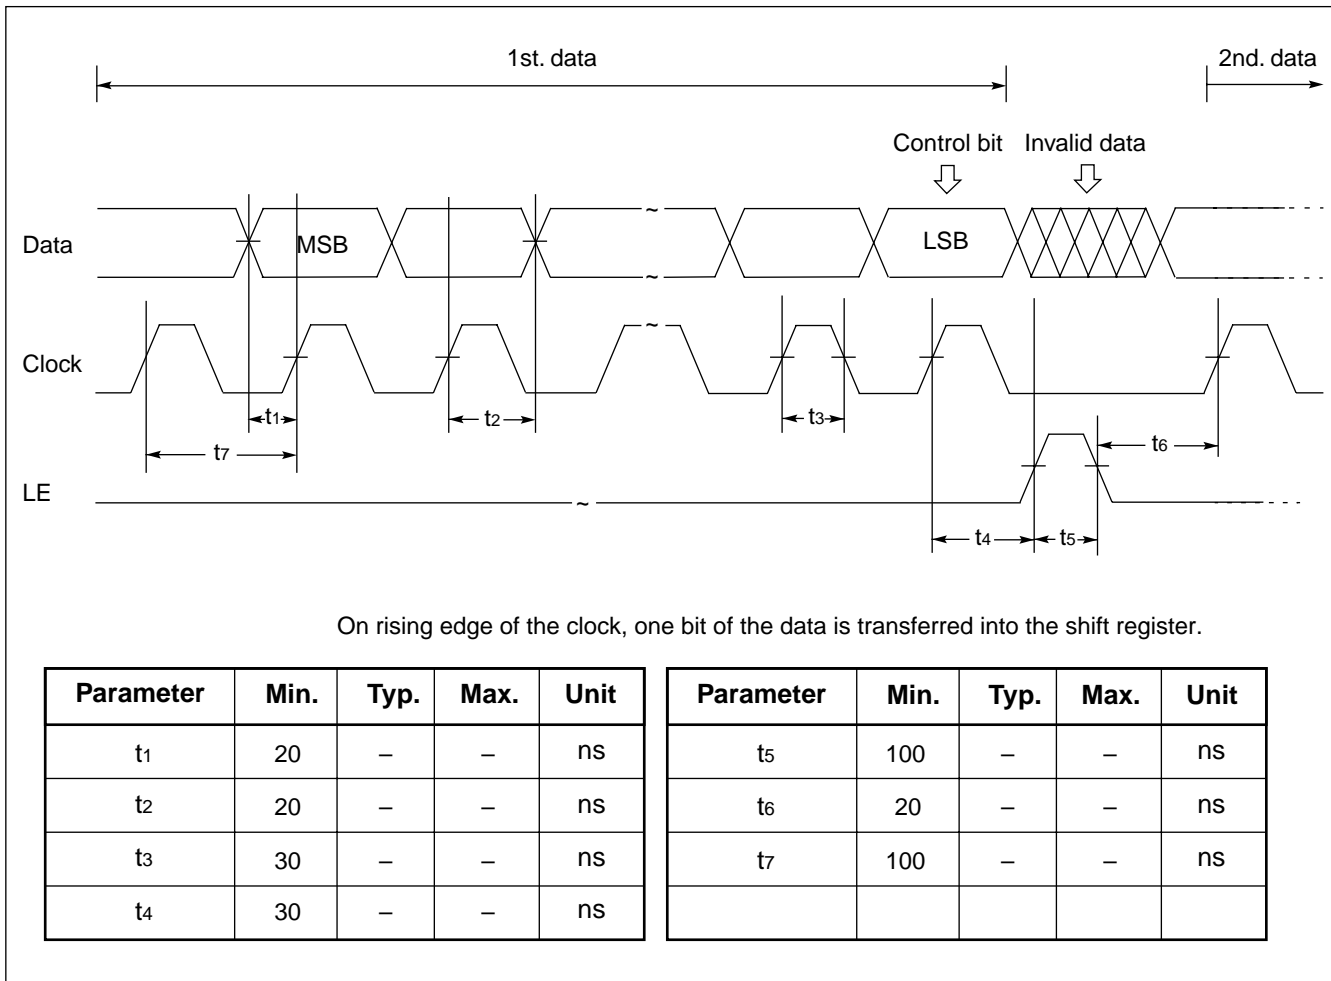 1st. data
2nd. data
Control bit
Invalid data
Data
MSB
~
~
LSB
Clock
~
t1
t2
t3
t7
t6
LE
~
t4
t5
On rising edge of the clock, one bit of the data is transferred into the shift register.
Parameter Min. Typ. Max. Unit
t1 20 – – ns
t2 20 – – ns
t3 30 – – ns
t4 30 – – ns
Parameter Min. Typ. Max. Unit
t5 100 – – ns
t6 20 – – ns
t7 100 – – ns